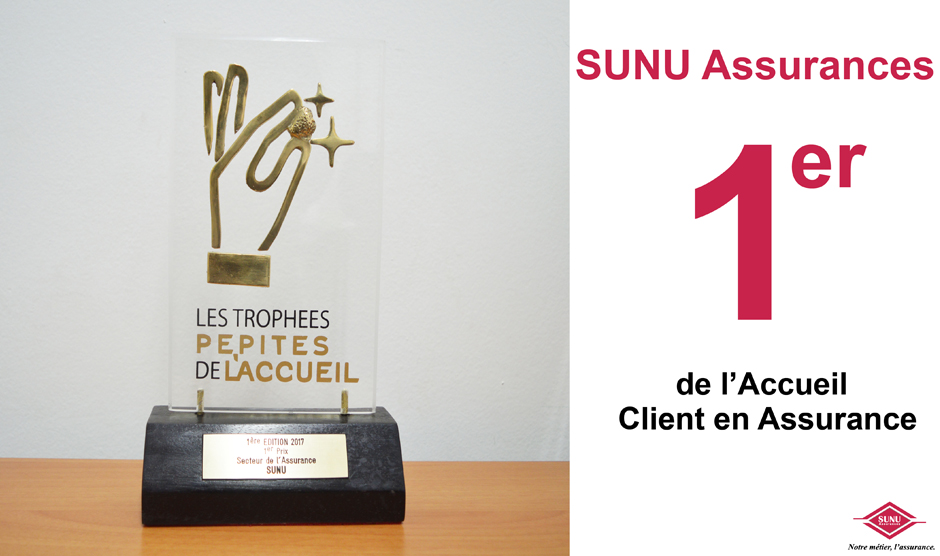 LES TROPHEES
PEPITES
DE L'ACCUEIL
1ère EDITION 2017
1er Prix
Secteur de l'Assurance
SUNU
SUNU Assurances
1er
de l'Accueil
Client en Assurance
SUNU
Notre métier, l'assurance.